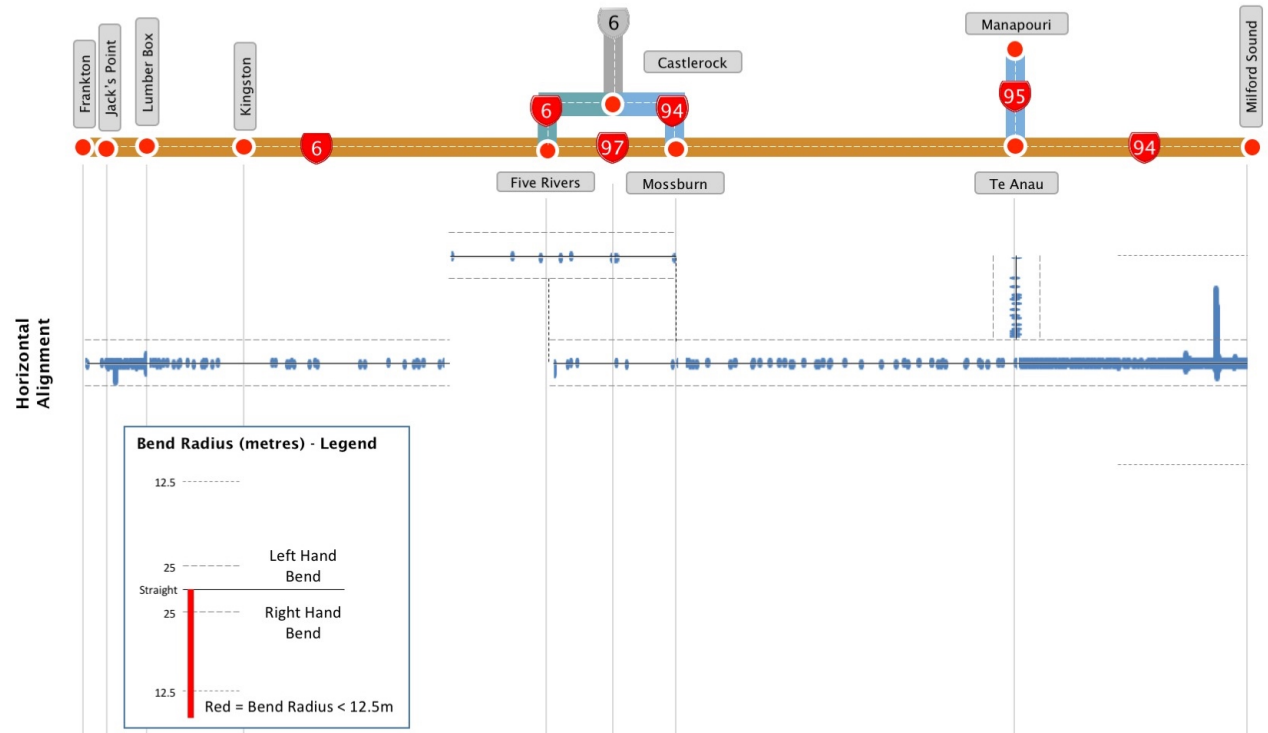 Frankton
Jack's Point
Lumber Box
Kingston
6
Castlerock
Manapouri
Milford Sound
6
94
95
6
97
94
Five Rivers
Mossburn
Te Anau
Horizontal
Alignment
Bend Radius (metres) - Legend
12.5
Left Hand
Bend
25
Straight
25
Right Hand
Bend
12.5
Red = Bend Radius < 12.5m